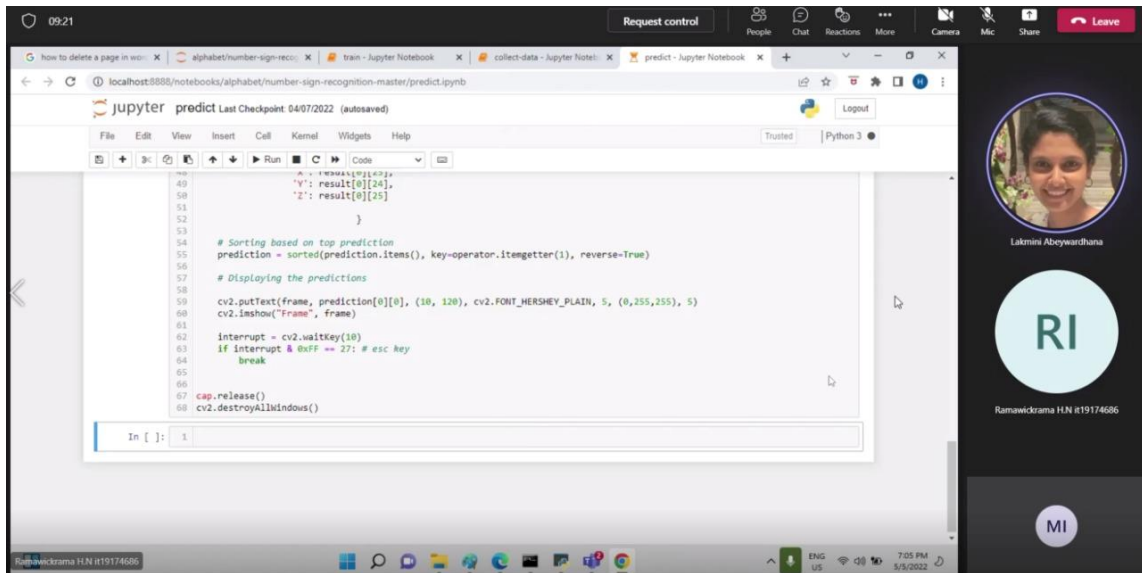 09:21
Request control
People
Chat
Reactions
More
Camera
Mic
Share
Leave
how to delete a page in wor
alphabet/number-sign-recog
train - Jupyter Notebook
collect-data - Jupyter Noteb
predict - Jupyter Notebook
localhost:8888/notebooks/alphabet/number-sign-recognition-master/predict.ipynb
H
jupyter predict Last Checkpoint: 04/07/2022 (autosaved)
Logout
File Edit View Insert Cell Kernel Widgets Help
Trusted
Python 3
Run
Code
48 'X': result[0][23],
49 'Y': result[0][24],
50 'Z': result[0][25]
51
52 }
53
54 # Sorting based on top prediction
55 prediction = sorted(prediction.items(), key=operator.itemgetter(1), reverse=True)
56
57 # Displaying the predictions
58
59 cv2.putText(frame, prediction[0][0], (10, 120), cv2.FONT_HERSHEY_PLAIN, 5, (0,255,255), 5)
60 cv2.imshow("Frame", frame)
61
62 interrupt = cv2.waitKey(10)
63 if interrupt & 0xFF == 27: # esc key
64 break
65
66
67 cap.release()
68 cv2.destroyAllWindows()
In [ ]: 1
Lakmini Abeywardhana
RI
Ramawickrama H.N it19174686
MI
Ramawickrama H.N it19174686
ENG
US
7:05 PM
5/5/2022